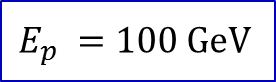 E_p = 100 GeV